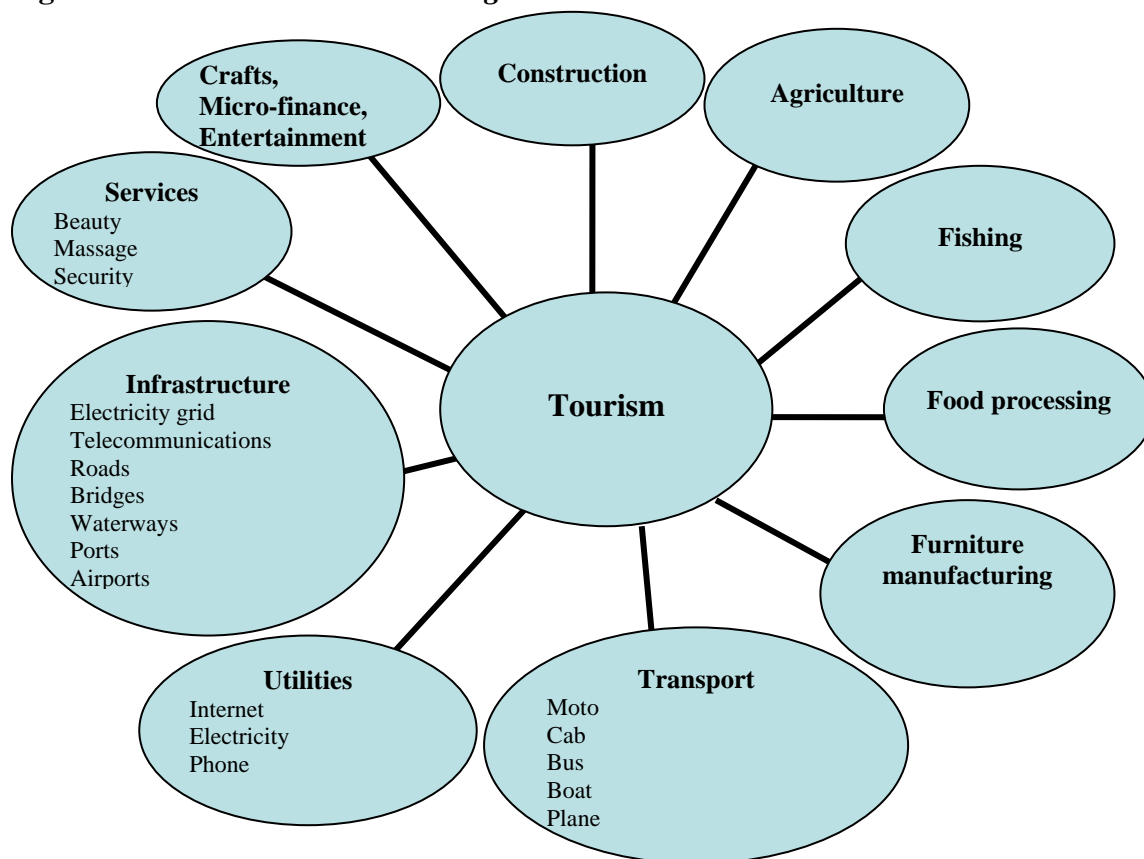 Construction
Crafts,
Micro-finance,
Entertainment
Agriculture
Services
Beauty
Massage
Security
Fishing
Infrastructure
Electricity grid
Telecommunications
Roads
Bridges
Waterways
Ports
Airports
Tourism
Food processing
Furniture
manufacturing
Utilities
Internet
Electricity
Phone
Transport
Moto
Cab
Bus
Boat
Plane